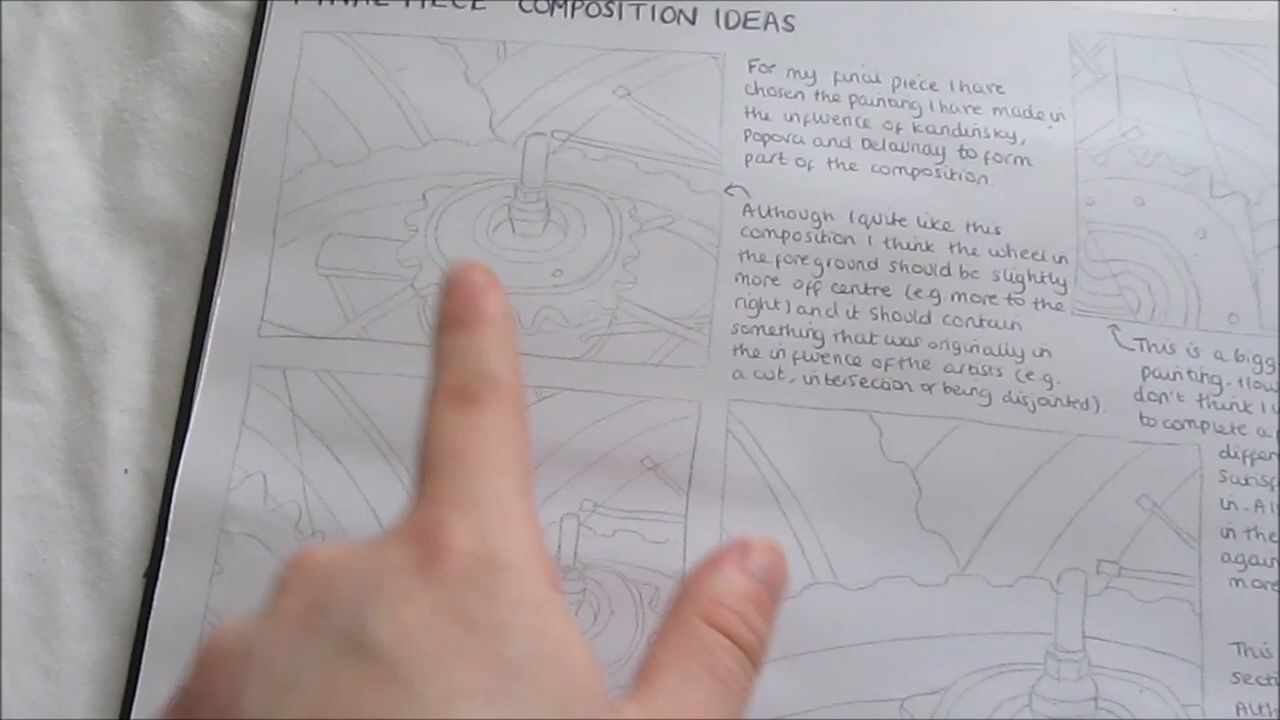 FINAL PIECE COMPOSITION IDEAS
For my final piece I have
chosen the painting I have made in
the influence of Kandinsky,
Popova and Delaunay to form
part of the composition.
Although I quite like this
composition I think the wheel in
the foreground should be slightly
more off centre (e.g. more to the
right) and it should contain
something that was originally in
the influence of the artists (e.g.
a cut, intersection or being disjointed).
This is a bigg
painting. How
don't think I
to complete a
differ
satisf
in. Al
in the
again
more
This
secti
Alth